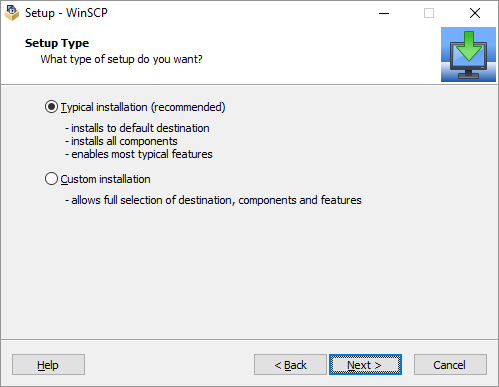 Setup - WinSCP
Setup Type
What type of setup do you want?
Typical installation (recommended)
- installs to default destination
- installs all components
- enables most typical features
Custom installation
- allows full selection of destination, components and features
Help
< Back
Next >
Cancel